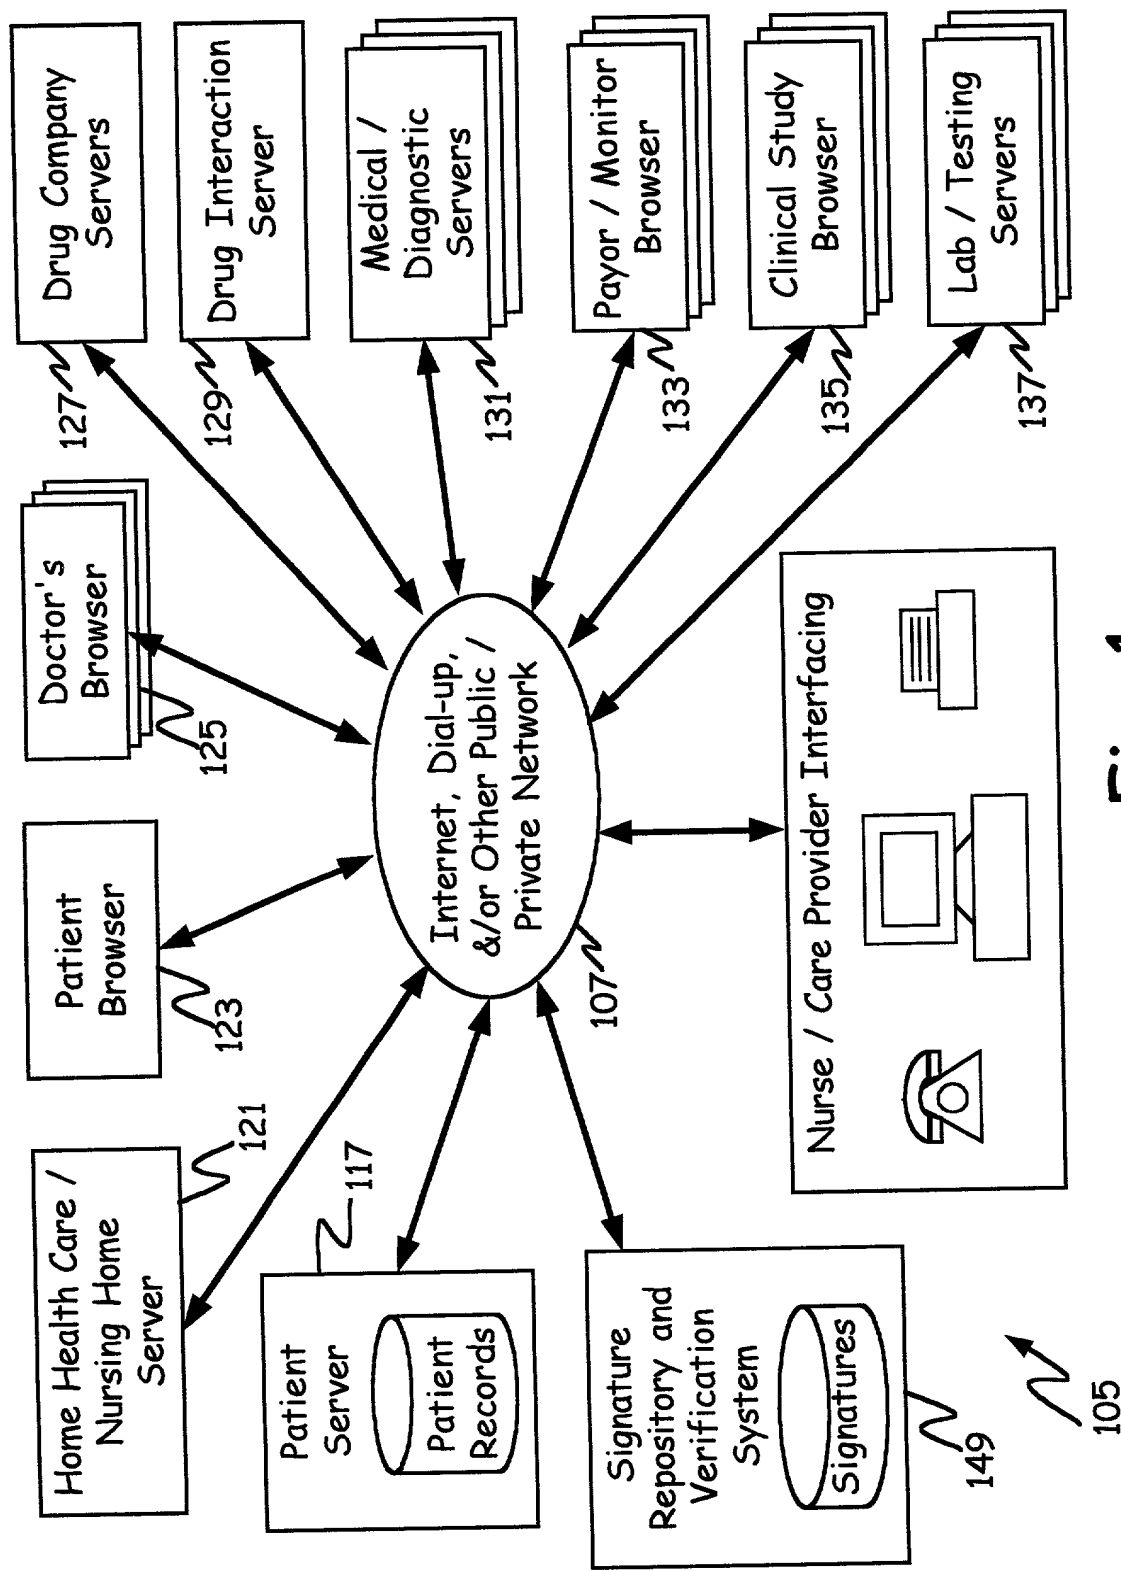 Home Health Care /
Nursing Home
Server
121
Patient
Browser
123
Doctor's
Browser
125
Drug Company
Servers
127
Drug Interaction
Server
129
Medical /
Diagnostic
Servers
131
Payor / Monitor
Browser
133
Clinical Study
Browser
135
Lab / Testing
Servers
137
Patient
Server
Patient
Records
117
Internet, Dial-up,
&/or Other Public /
Private Network
107
Signature
Repository and
Verification
System
Signatures
149
Nurse / Care Provider Interfacing
105